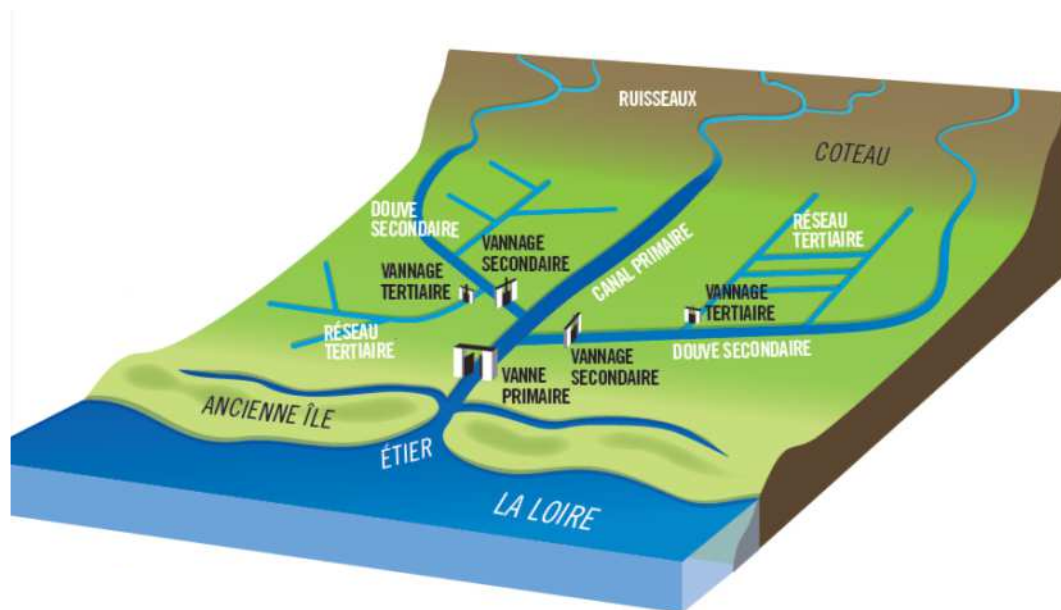 RUISSEAUX
COTEAU
DOUVE
SECONDAIRE
RÉSEAU
TERTIAIRE
VANNAGE
SECONDAIRE
CANAL PRIMAIRE
VANNAGE
TERTIAIRE
VANNAGE
TERTIAIRE
RÉSEAU
TERTIAIRE
DOUVE SECONDAIRE
VANNAGE
SECONDAIRE
VANNE
PRIMAIRE
ANCIENNE ÎLE
ÉTIER
LA LOIRE